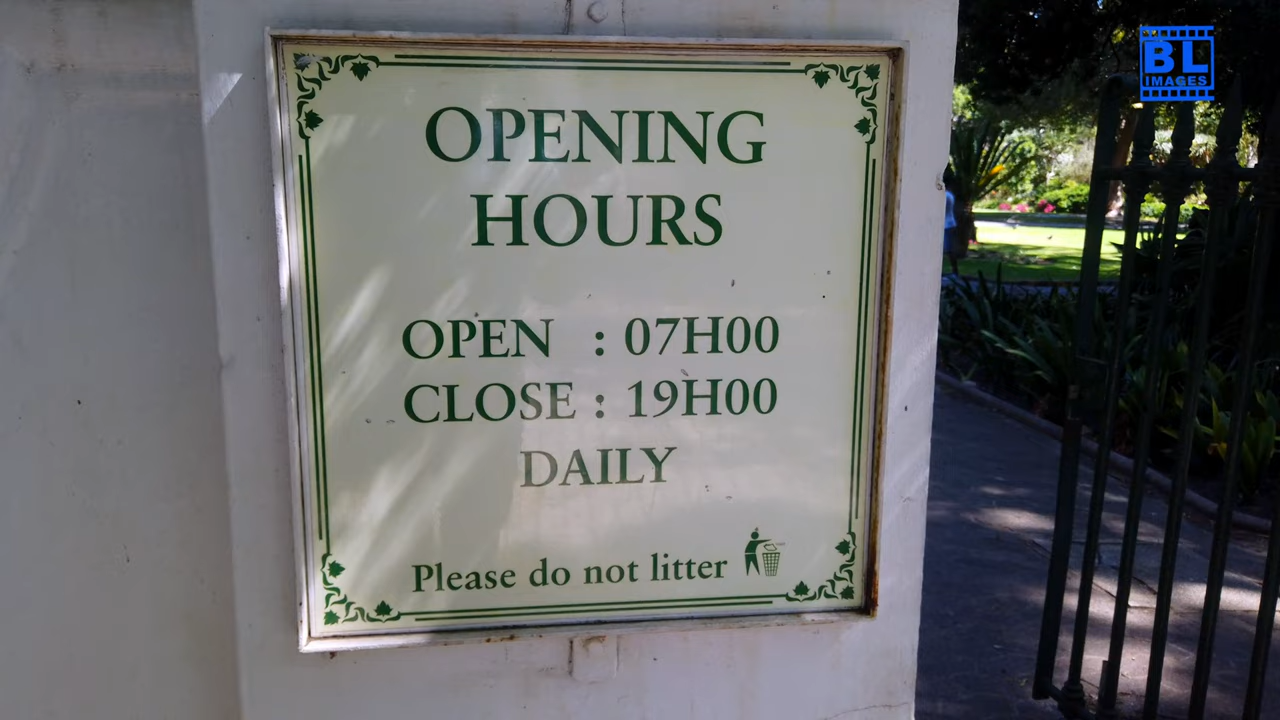 BL
IMAGES
OPENING
HOURS
OPEN : 07H00
CLOSE : 19H00
DAILY
Please do not litter